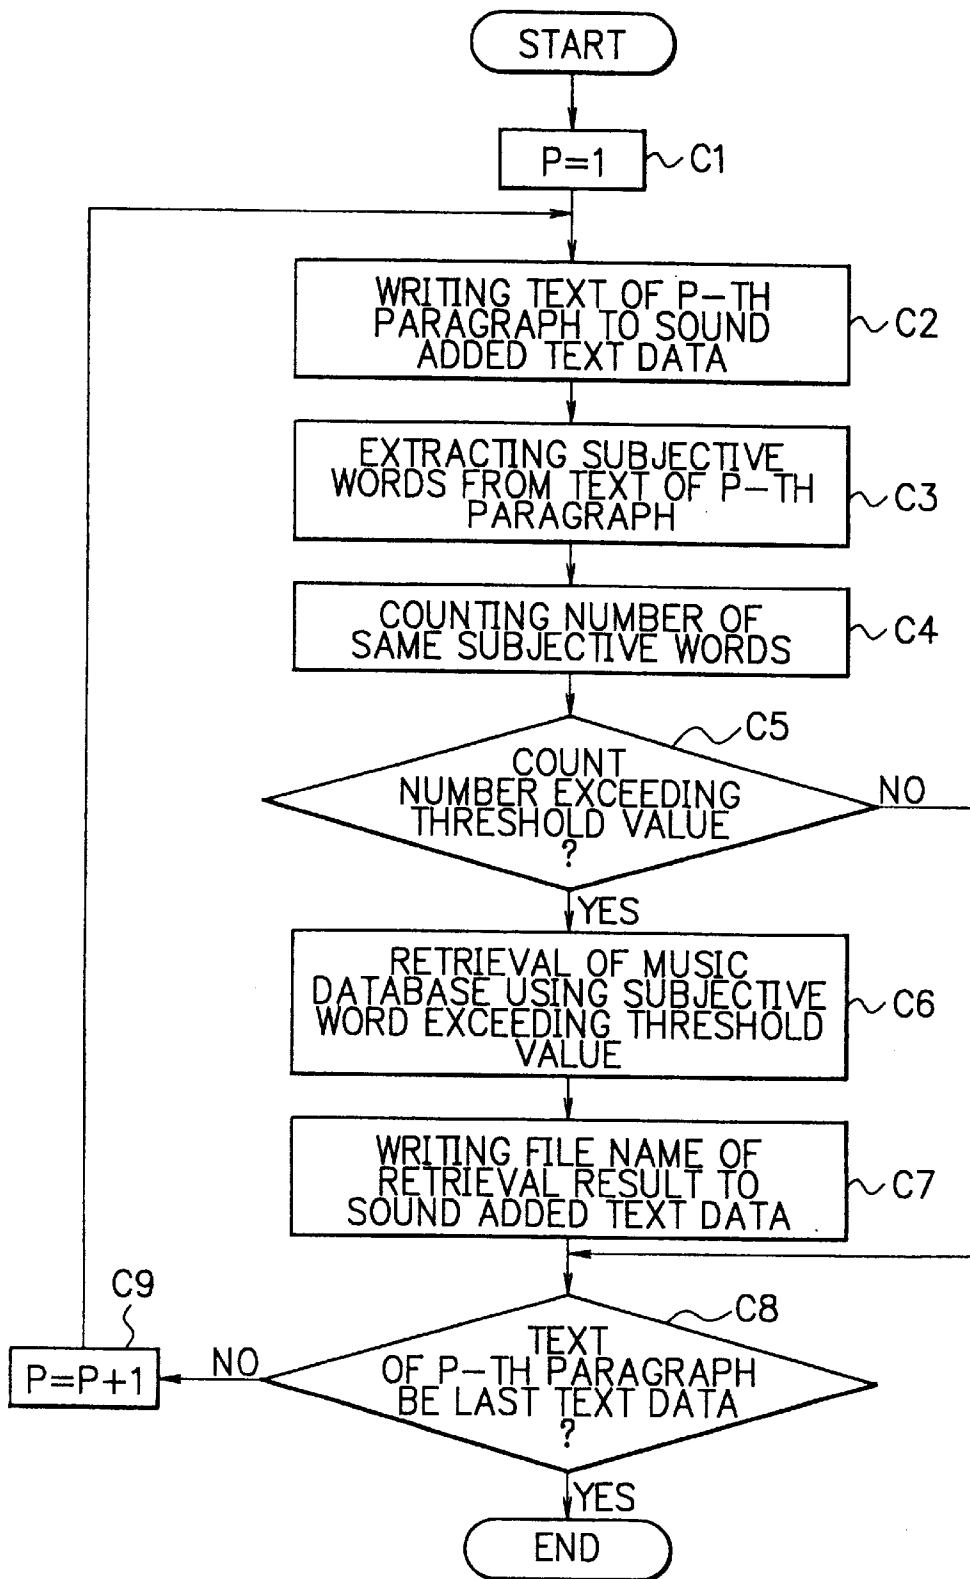 START
P=1
C1
WRITING TEXT OF P-TH
PARAGRAPH TO SOUND
ADDED TEXT DATA
C2
EXTRACTING SUBJECTIVE
WORDS FROM TEXT OF P-TH
PARAGRAPH
C3
COUNTING NUMBER OF
SAME SUBJECTIVE WORDS
C4
C5
COUNT
NUMBER EXCEEDING
THRESHOLD VALUE
?
NO
YES
RETRIEVAL OF MUSIC
DATABASE USING SUBJECTIVE
WORD EXCEEDING THRESHOLD
VALUE
C6
WRITING FILE NAME OF
RETRIEVAL RESULT TO
SOUND ADDED TEXT DATA
C7
C8
TEXT
OF P-TH PARAGRAPH
BE LAST TEXT DATA
?
NO
C9
P=P+1
YES
END